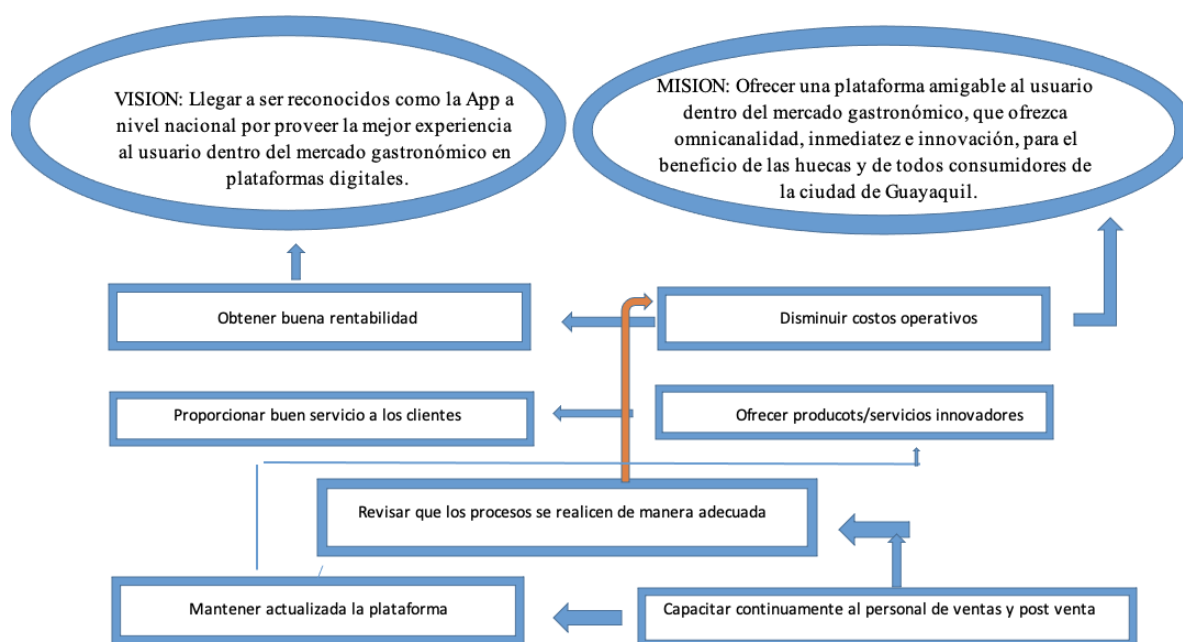 VISION: Llegar a ser reconocidos como la App a
nivel nacional por proveer la mejor experiencia
al usuario dentro del mercado gastronómico en
plataformas digitales.
MISION: Ofrecer una plataforma amigable al usuario
dentro del mercado gastronómico, que ofrezca
omnicanalidad, inmediatez e innovación, para el
beneficio de las huecas y de todos consumidores de
la ciudad de Guayaquil.
Obtener buena rentabilidad
Disminuir costos operativos
Proporcionar buen servicio a los clientes
Ofrecer producots/servicios innovadores
Revisar que los procesos se realicen de manera adecuada
Mantener actualizada la plataforma
Capacitar continuamente al personal de ventas y post venta